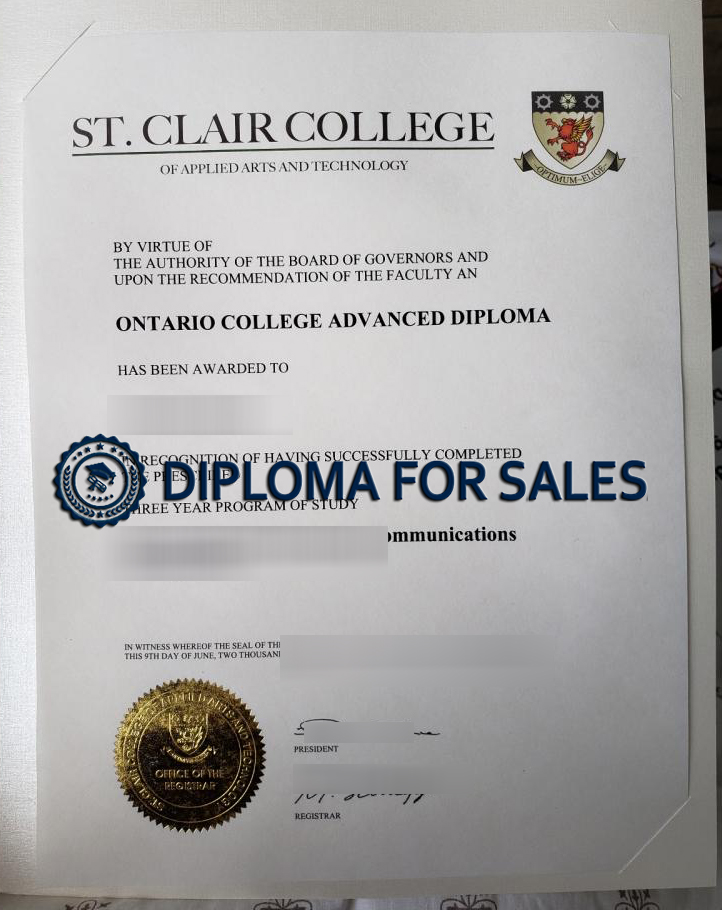 ST. CLAIR COLLEGE
OF APPLIED ARTS AND TECHNOLOGY
OPTIMUM ELIGE
BY VIRTUE OF
THE AUTHORITY OF THE BOARD OF GOVERNORS AND
UPON THE RECOMMENDATION OF THE FACULTY AN
ONTARIO COLLEGE ADVANCED DIPLOMA
HAS BEEN AWARDED TO
RECOGNITION OF HAVING SUCCESSFULLY COMPLETED
DIPLOMA FOR SALES
THREE YEAR PROGRAM OF STUDY
ommunications
IN WITNESS WHEREOF THE SEAL OF
THIS 9TH DAY OF JUNE, TWO
OFFICE OF THE
REGISTRAR
PRESIDENT
REGISTRAR